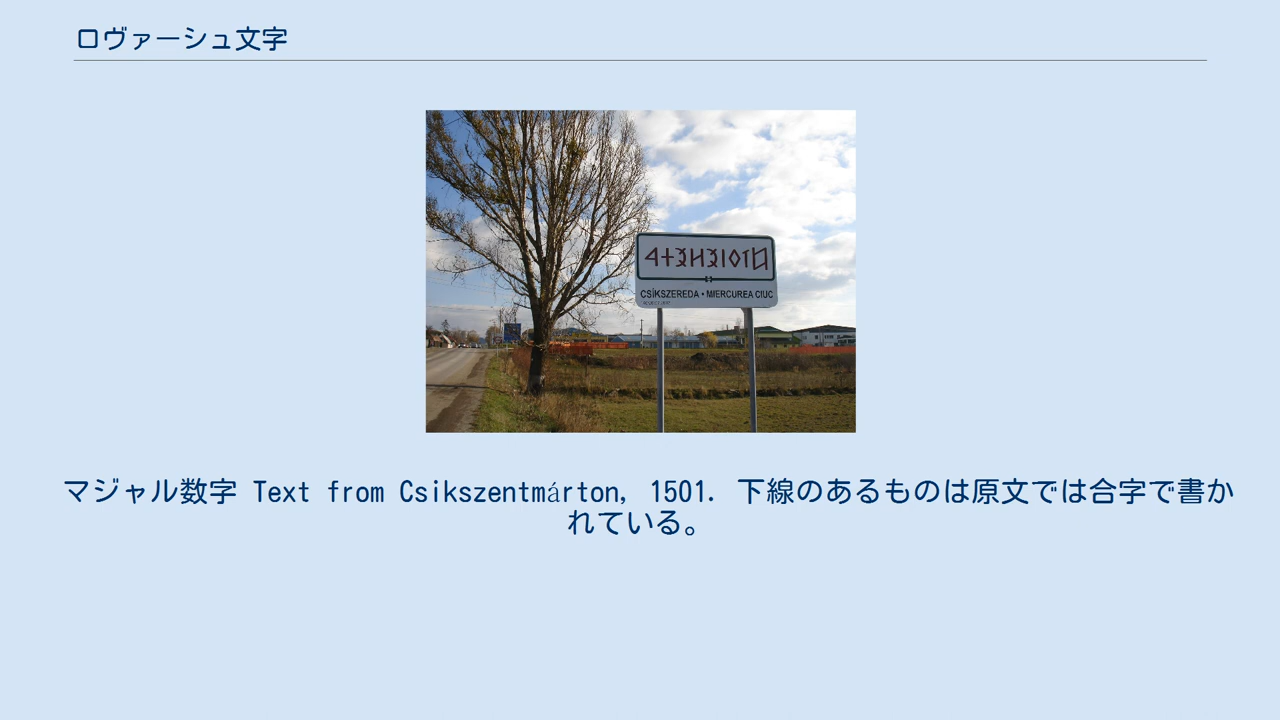 ロヴァーシュ文字
CSÍKSZEREDA • MIERCUREA CIUC
マジャル数字 Text from Csikszentmárton, 1501. 下線のあるものは原文では合字で書か
れている。